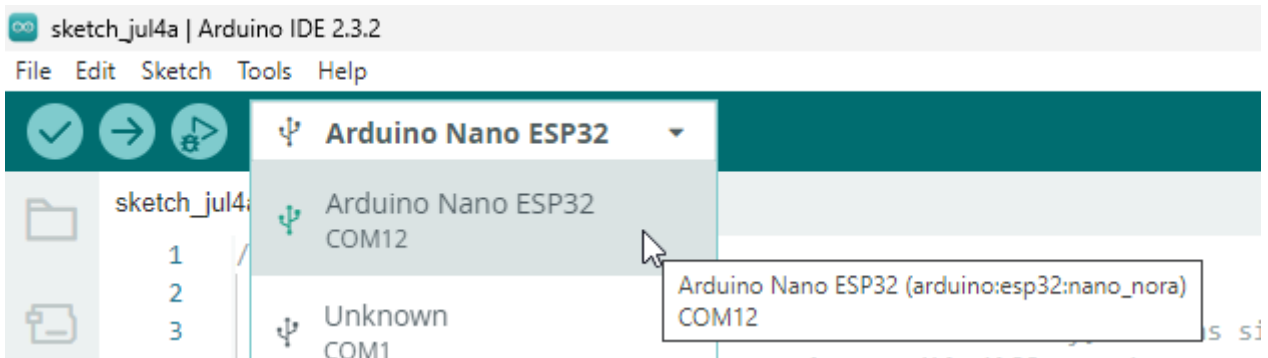 sketch_jul4a | Arduino IDE 2.3.2
File Edit Sketch Tools Help
Arduino Nano ESP32
sketch_jul4a
Arduino Nano ESP32
COM12
1 /
2
3
Arduino Nano ESP32 (arduino:esp32:nano_nora)
COM12
Unknown
COM1